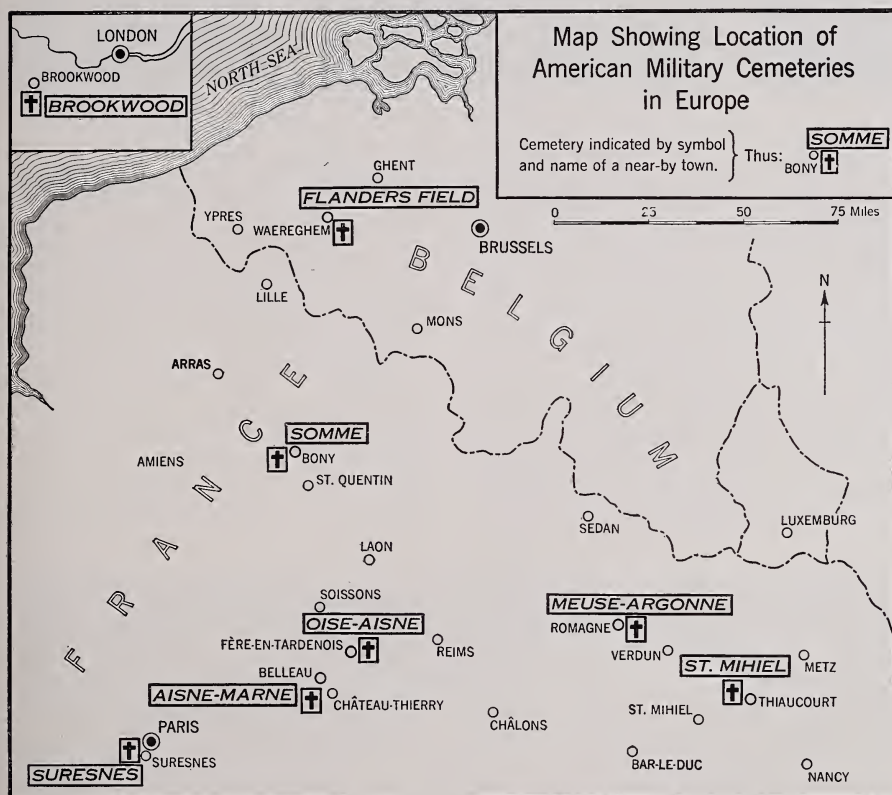 LONDON
BROOKWOOD
BROOKWOOD
NORTH SEA
Map Showing Location of
American Military Cemeteries
in Europe
Cemetery indicated by symbol
and name of a near-by town.
Thus:
SOMME
BONY
0 25 50 75 Miles
N
GHENT
FLANDERS FIELD
YPRES
WAEREGHEM
BRUSSELS
BELGIUM
LILLE
MONS
ARRAS
FRANCE
SOMME
BONY
AMIENS
ST. QUENTIN
SEDAN
LUXEMBURG
LAON
SOISSONS
OISE-AISNE
FÈRE-EN-TARDENOIS
REIMS
MEUSE-ARGONNE
ROMAGNE
VERDUN
METZ
ST. MIHIEL
THIAUCOURT
BELLEAU
AISNE-MARNE
CHÂTEAU-THIERRY
CHÂLONS
ST. MIHIEL
PARIS
SURESNES
SURESNES
BAR-LE-DUC
NANCY